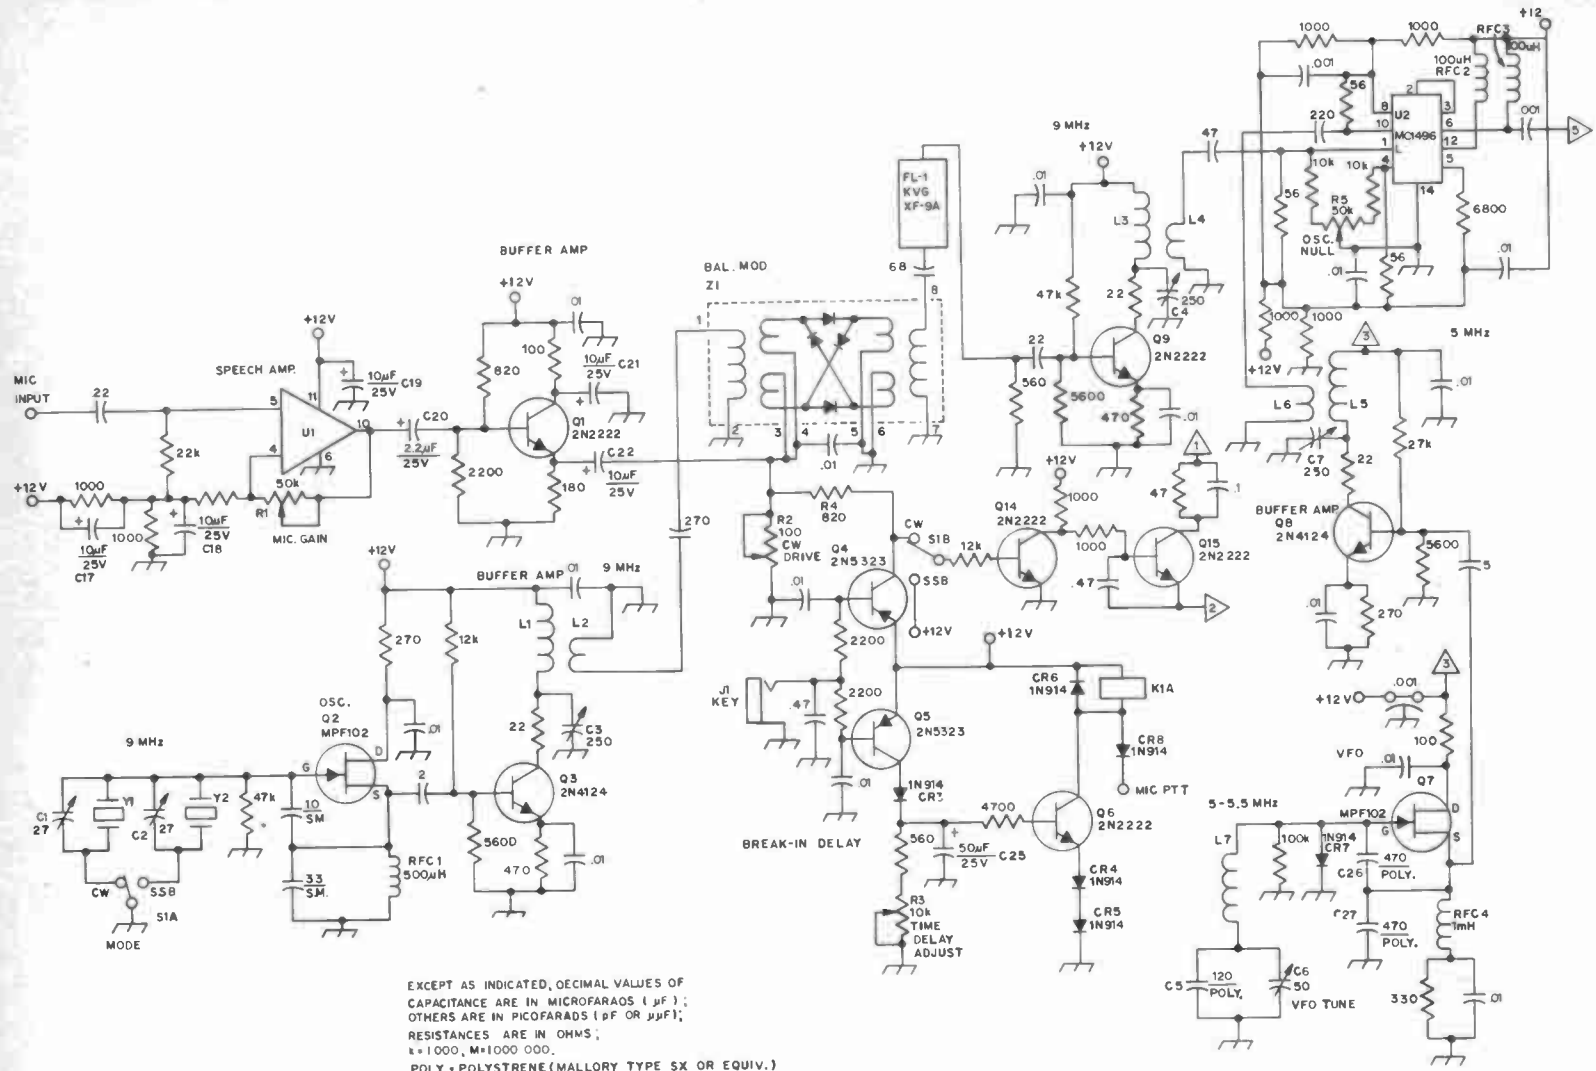 MIC
INPUT
.22
+12V
1000
+
10µF
25V
C17
1000
22k
+
10µF
25V
C18
SPEECH AMP.
+12V
+
10µF
25V
C19
5
4
11
10
6
U1
50k
R1
MIC. GAIN
+
C20
2.2µF
25V
BUFFER AMP
+12V
.01
820
100
10µF
25V
C21
+
Q1
2N2222
2200
180
+
C22
10µF
25V
BAL. MOD
Z1
1
2
3
4
5
6
7
8
.01
68
FL-1
KVG
XF-9A
270
9 MHz
C1
27
Y1
C2
27
Y2
47k
CW
SSB
S1A
MODE
OSC.
Q2
MPF102
G
D
S
10
SM
33
S.M.
RFC1
500µH
2
+12V
270
.01
12k
BUFFER AMP
.01
9 MHz
L1
L2
22
C3
250
Q3
2N4124
5600
470
.01
R4
820
R2
100
CW
DRIVE
.01
Q4
2N5323
CW
S1B
SSB
+12V
12k
2200
2200
J1
KEY
.47
.01
Q5
2N5323
BREAK-IN DELAY
1N914
CR3
560
R3
10k
TIME
DELAY
ADJUST
+
50µF
25V
C25
4700
+12V
CR6
1N914
K1A
CR8
1N914
MIC PTT
Q6
2N2222
CR4
1N914
CR5
1N914
Q14
2N2222
+12V
1000
1000
.47
Q15
2N2222
47
.1
1
2
9 MHz
+12V
.01
47k
L3
L4
22
250
C4
Q9
2N2222
560
22
5600
470
.01
47
1000
1000
.001
56
220
56
10k
10k
R5
50k
OSC.
NULL
.01
56
1000
1000
+12V
U2
MC1496
L
8
10
1
4
2
3
6
12
5
14
100uH
RFC2
RFC3
100uH
+12
.001
5
6800
.01
5 MHz
3
L6
L5
.01
C7
250
22
27k
BUFFER AMP
Q8
2N4124
5600
5
.01
270
3
+12V
.001
100
VFO
.01
Q7
MPF102
G
D
S
5-5.5 MHz
L7
100k
1N914
CR7
470
POLY.
C26
C27
470
POLY.
RFC4
1mH
330
.01
C5
120
POLY.
C6
50
VFO TUNE
EXCEPT AS INDICATED, DECIMAL VALUES OF
CAPACITANCE ARE IN MICROFARADS ( µF ) ;
OTHERS ARE IN PICOFARADS ( pF OR µµF);
RESISTANCES ARE IN OHMS ;
k=1000, M=1000 000.
POLY = POLYSTRENE (MALLORY TYPE SX OR EQUIV.)